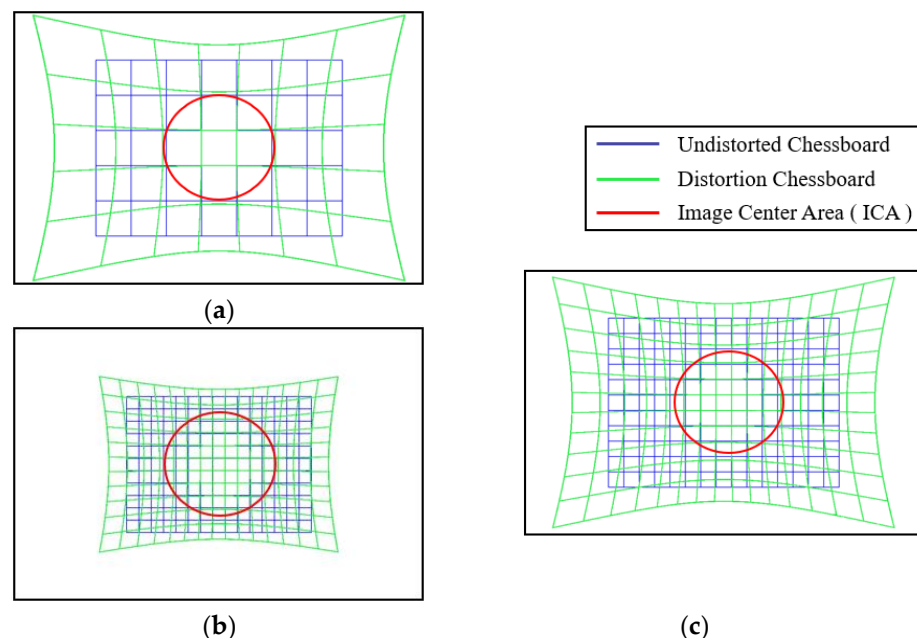 Undistorted Chessboard
Distortion Chessboard
Image Center Area ( ICA )
(a)
(b)
(c)